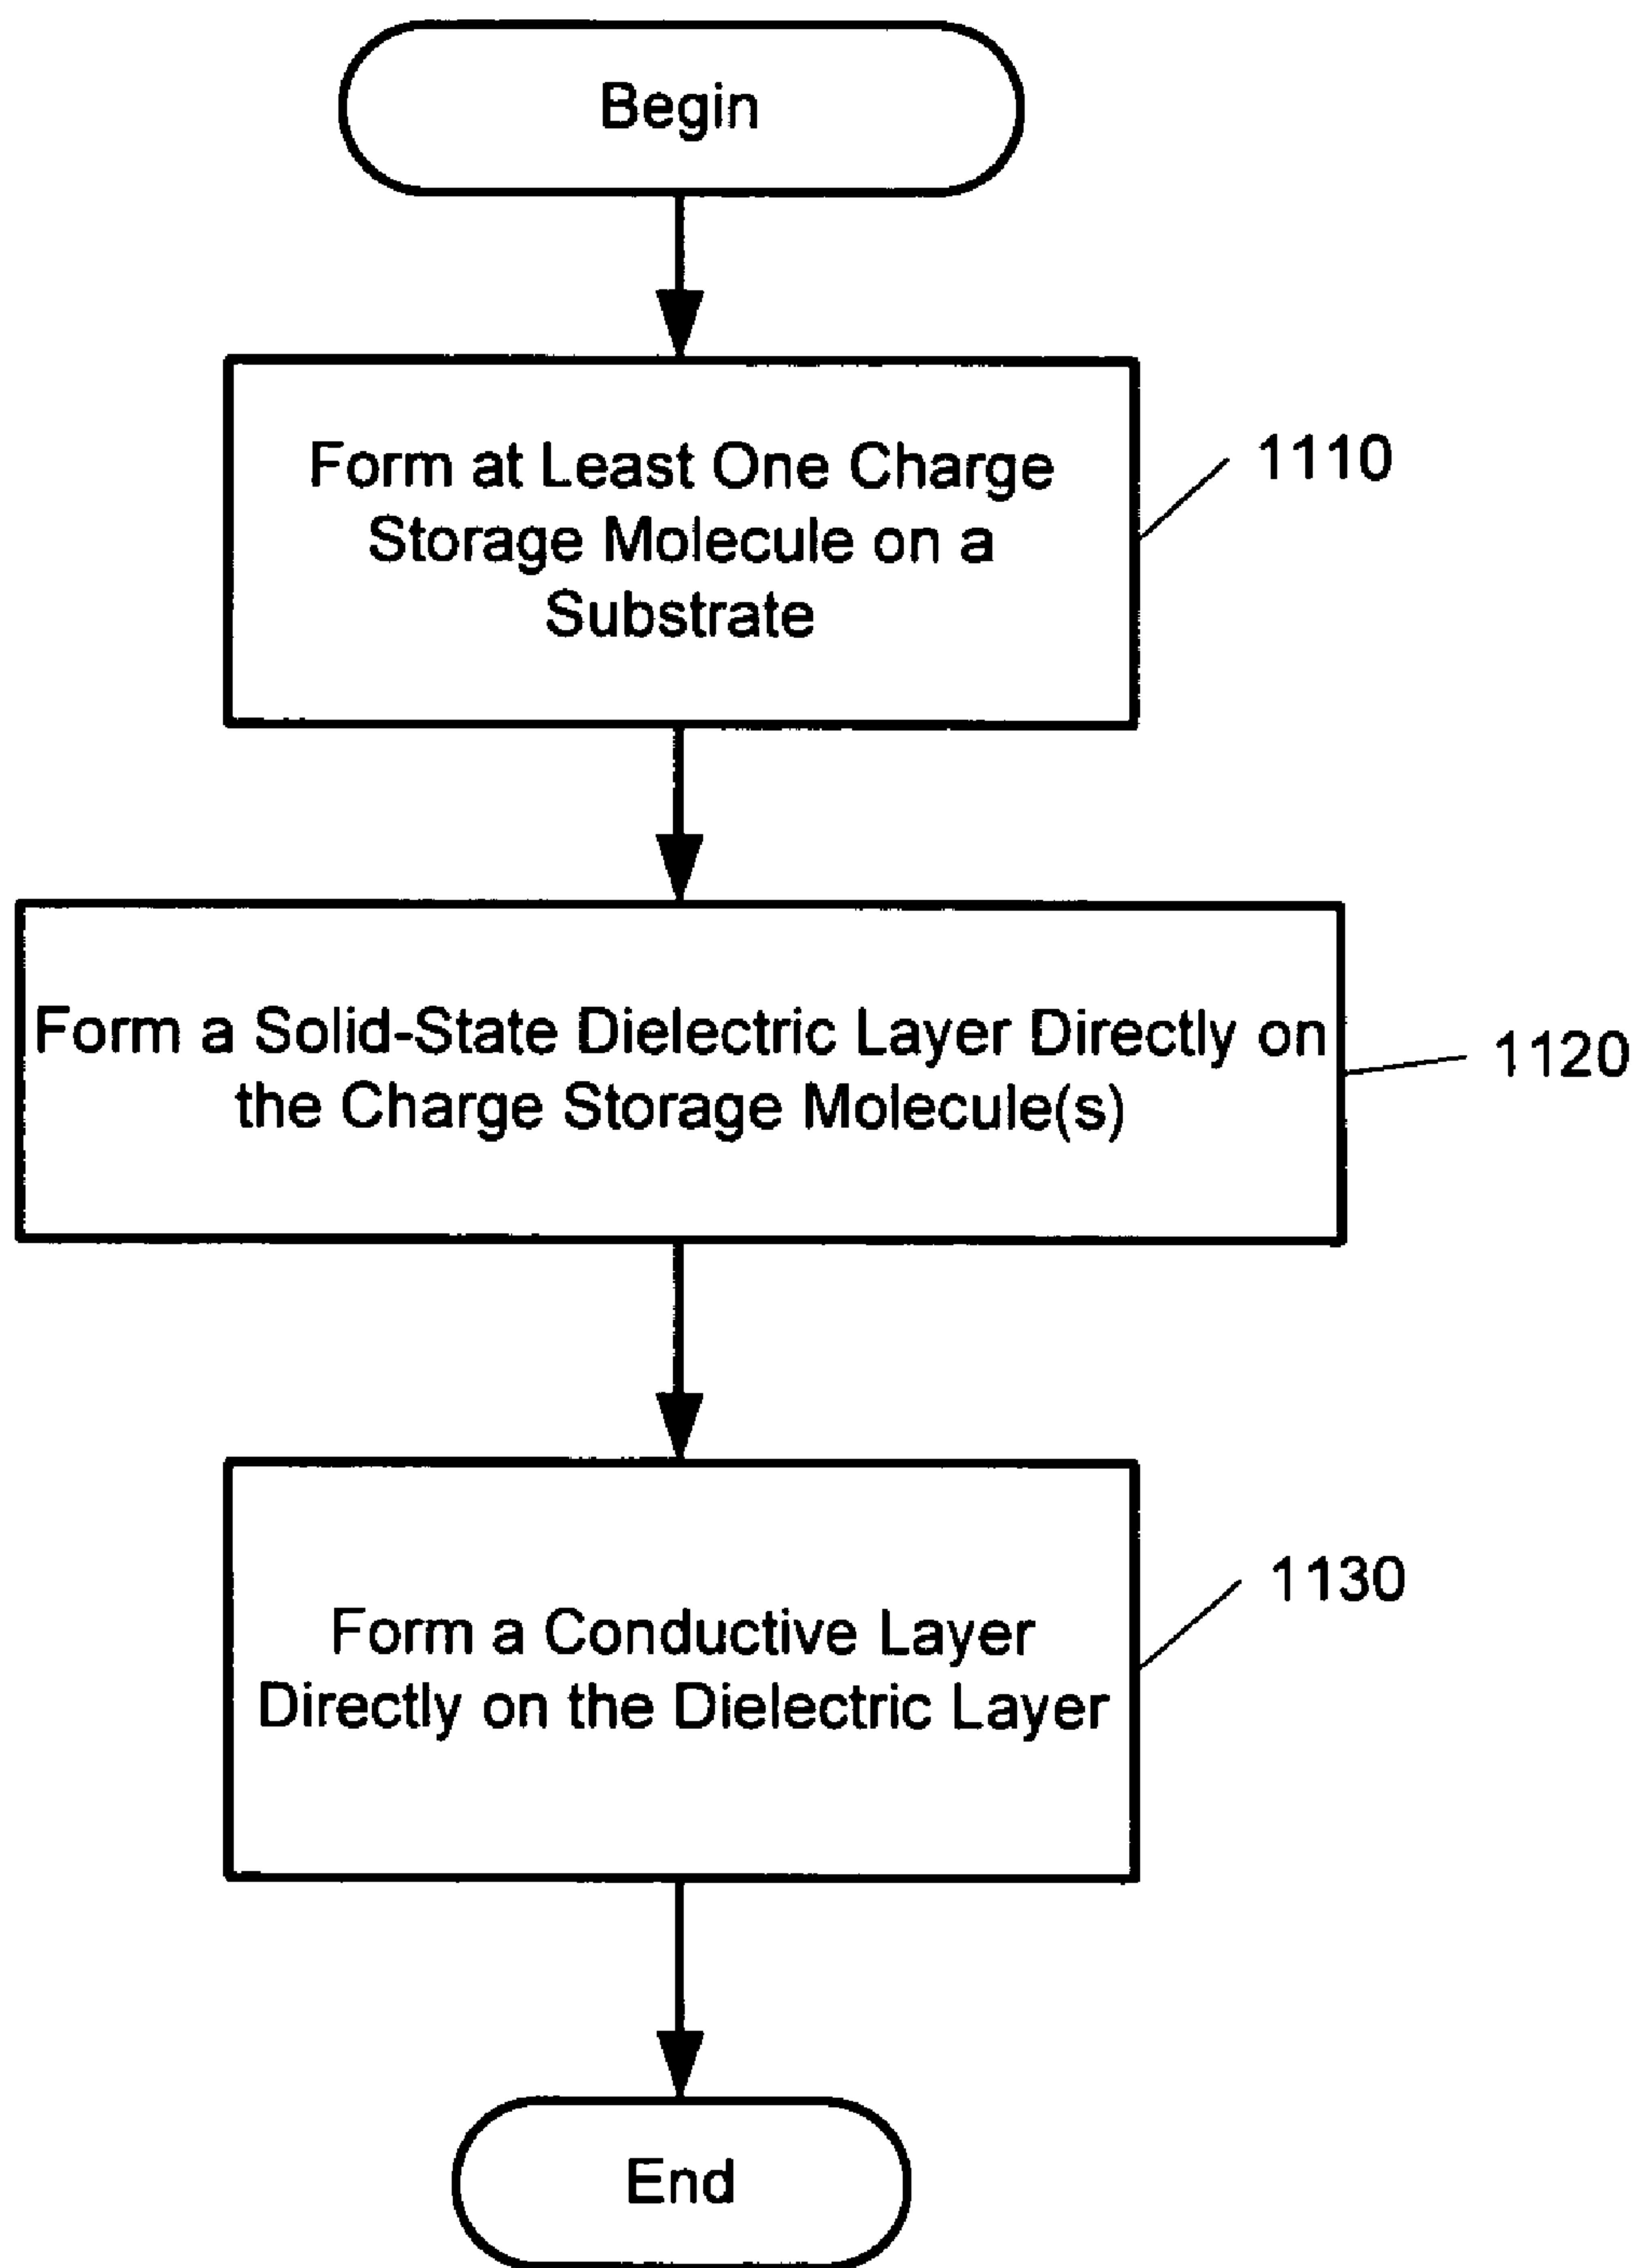 Begin
Form at Least One Charge
Storage Molecule on a
Substrate
1110
Form a Solid-State Dielectric Layer Directly on
the Charge Storage Molecule(s)
1120
Form a Conductive Layer
Directly on the Dielectric Layer
1130
End